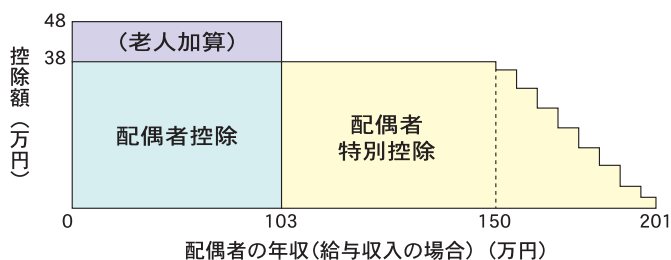 48
38
控除額（万円）
（老人加算）
配偶者控除
配偶者
特別控除
0
103
150
201
配偶者の年収（給与収入の場合）（万円）